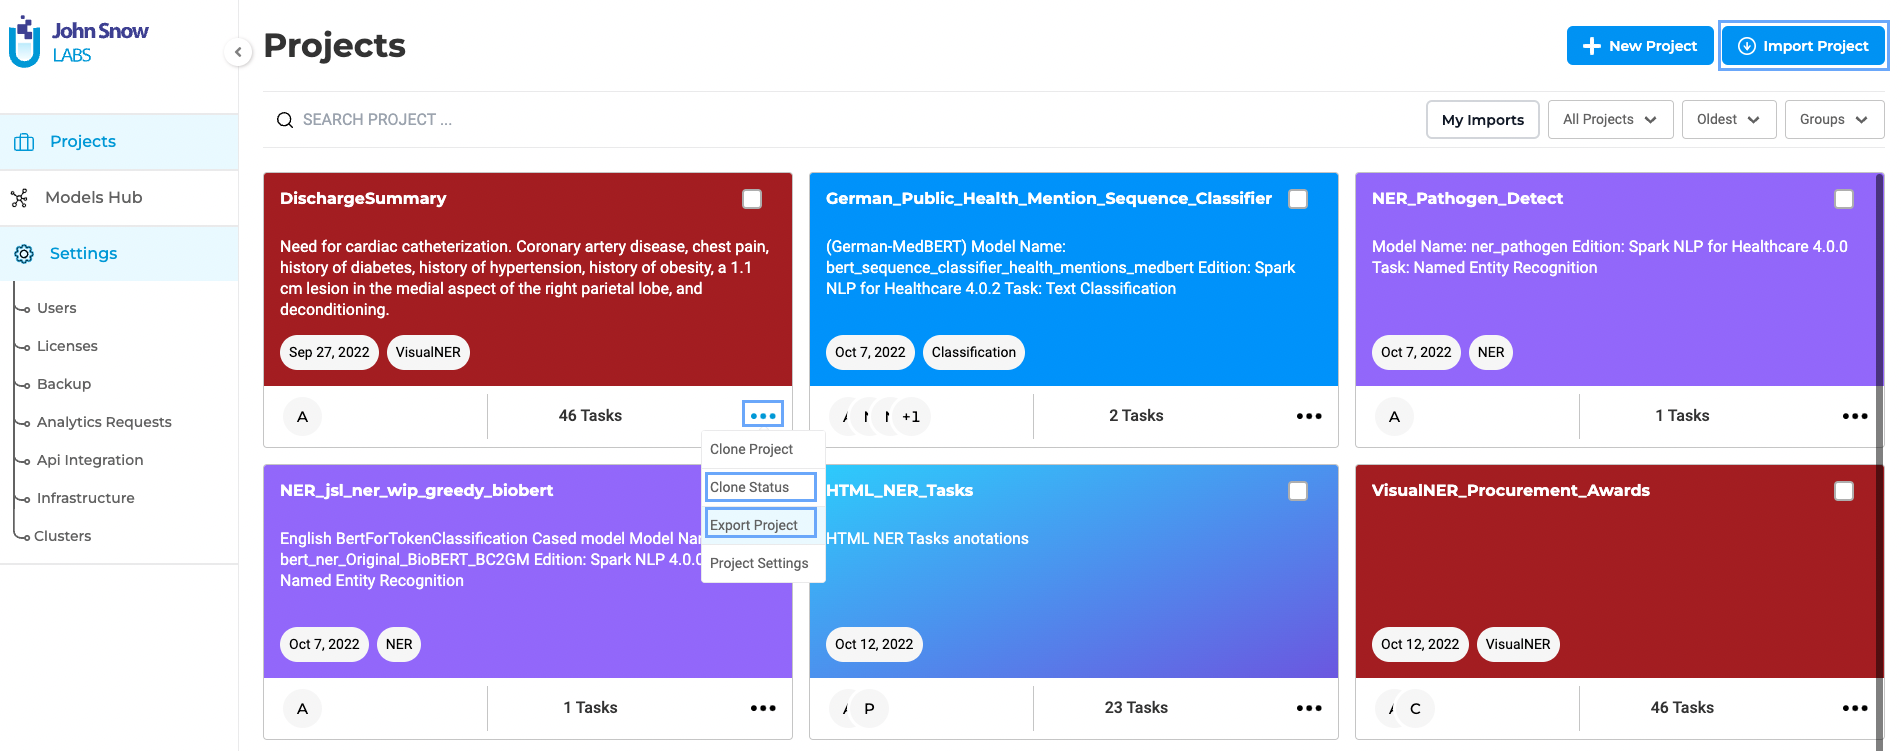 John Snow
LABS
Projects
New Project
Import Project
SEARCH PROJECT ...
My Imports
All Projects
Oldest
Groups
Projects
Models Hub
Settings
Users
Licenses
Backup
Analytics Requests
Api Integration
Infrastructure
Clusters
DischargeSummary
Need for cardiac catheterization. Coronary artery disease, chest pain,
history of diabetes, history of hypertension, history of obesity, a 1.1
cm lesion in the medial aspect of the right parietal lobe, and
deconditioning.
Sep 27, 2022
VisualNER
A
46 Tasks
Clone Project
Clone Status
Export Project
Project Settings
German_Public_Health_Mention_Sequence_Classifier
(German-MedBERT) Model Name:
bert_sequence_classifier_health_mentions_medbert Edition: Spark
NLP for Healthcare 4.0.2 Task: Text Classification
Oct 7, 2022
Classification
+1
2 Tasks
NER_Pathogen_Detect
Model Name: ner_pathogen Edition: Spark NLP for Healthcare 4.0.0
Task: Named Entity Recognition
Oct 7, 2022
NER
A
1 Tasks
NER_jsl_ner_wip_greedy_biobert
English BertForTokenClassification Cased model Model
bert_ner_Original_BioBERT_BC2GM Edition: Spark NLP 4.0.0
Named Entity Recognition
Oct 7, 2022
NER
A
1 Tasks
HTML_NER_Tasks
HTML NER Tasks anotations
Oct 12, 2022
P
23 Tasks
VisualNER_Procurement_Awards
Oct 12, 2022
VisualNER
C
46 Tasks